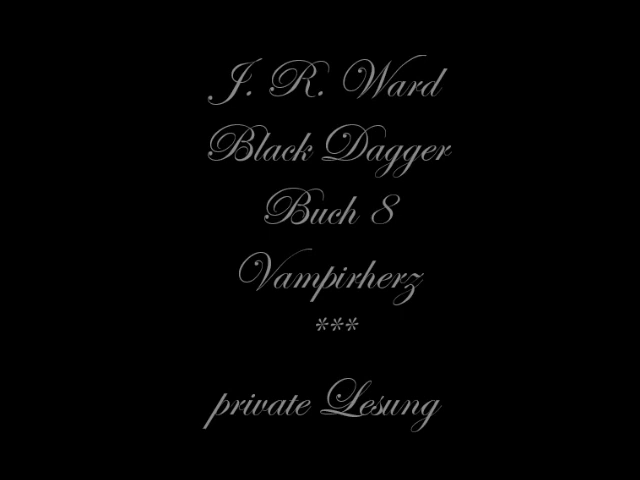 J. R. Ward
Black Dagger
Buch 8
Vampirherz
***
private Lesung